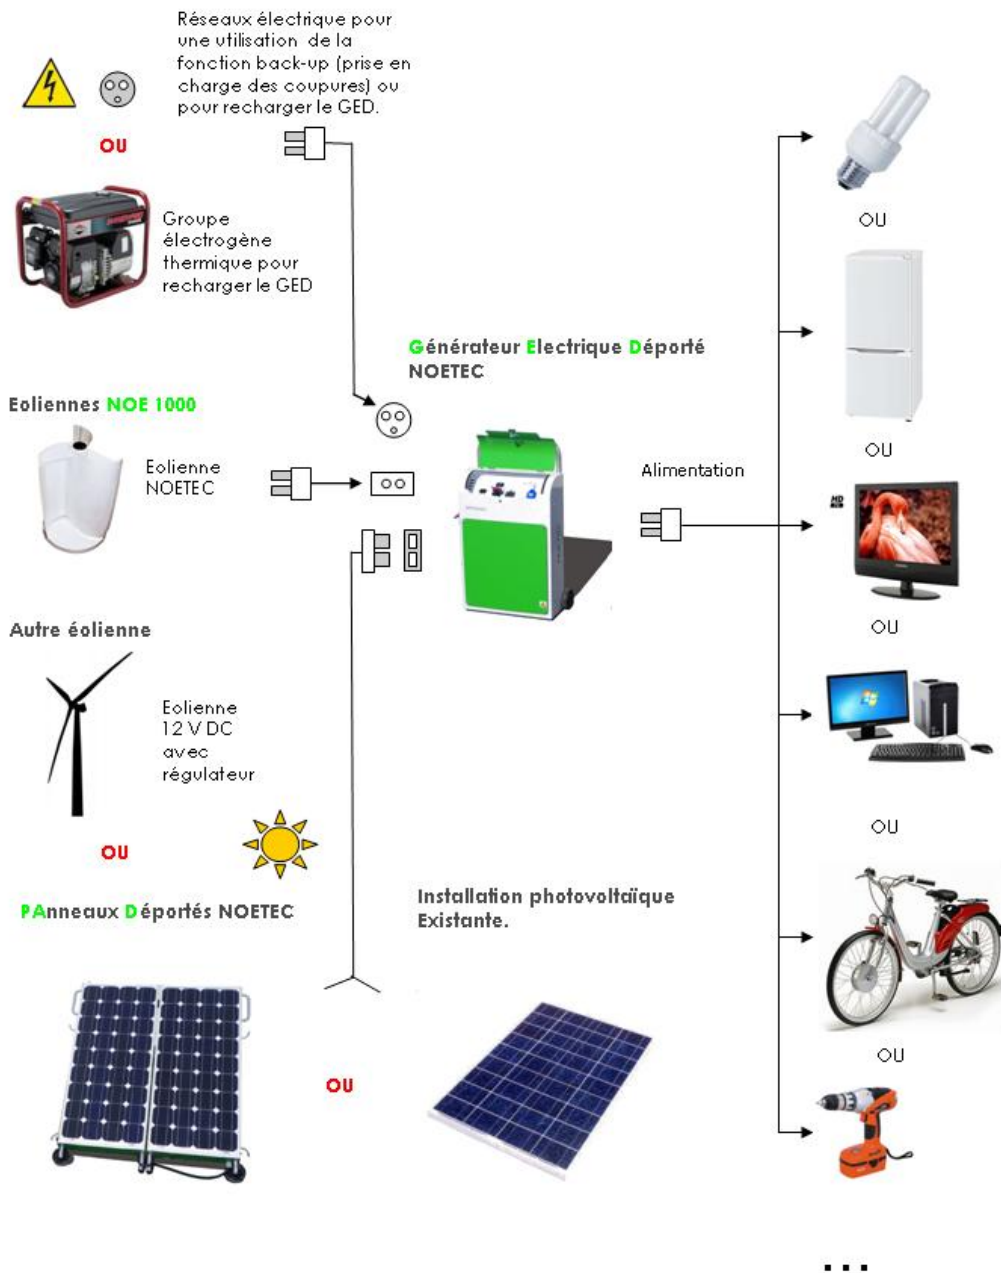 Réseaux électrique pour
une utilisation de la
fonction back-up (prise en
charge des coupures) ou
pour recharger le GED.
OU
Groupe
électrogène
thermique pour
recharger le GED
Générateur Electrique Déporté
NOETEC
Eoliennes NOE 1000
Eolienne
NOETEC
Alimentation
Autre éolienne
Eolienne
12 V DC
avec
régulateur
OU
PAnneaux Déportés NOETEC
Installation photovoltaïque
Existante.
OU
OU
OU
HD
OU
OU
OU
...